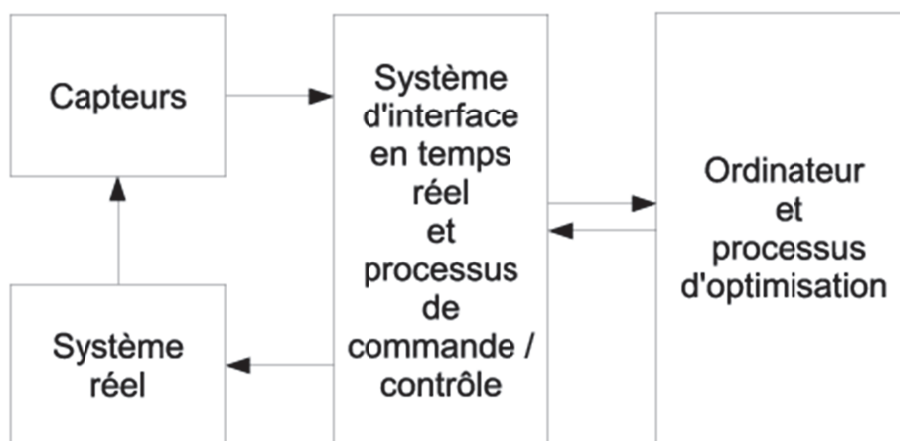 Capteurs
Système
réel
Système
d'interface
en temps
réel
et
processus
de
commande /
contrôle
Ordinateur
et
processus
d'optimisation